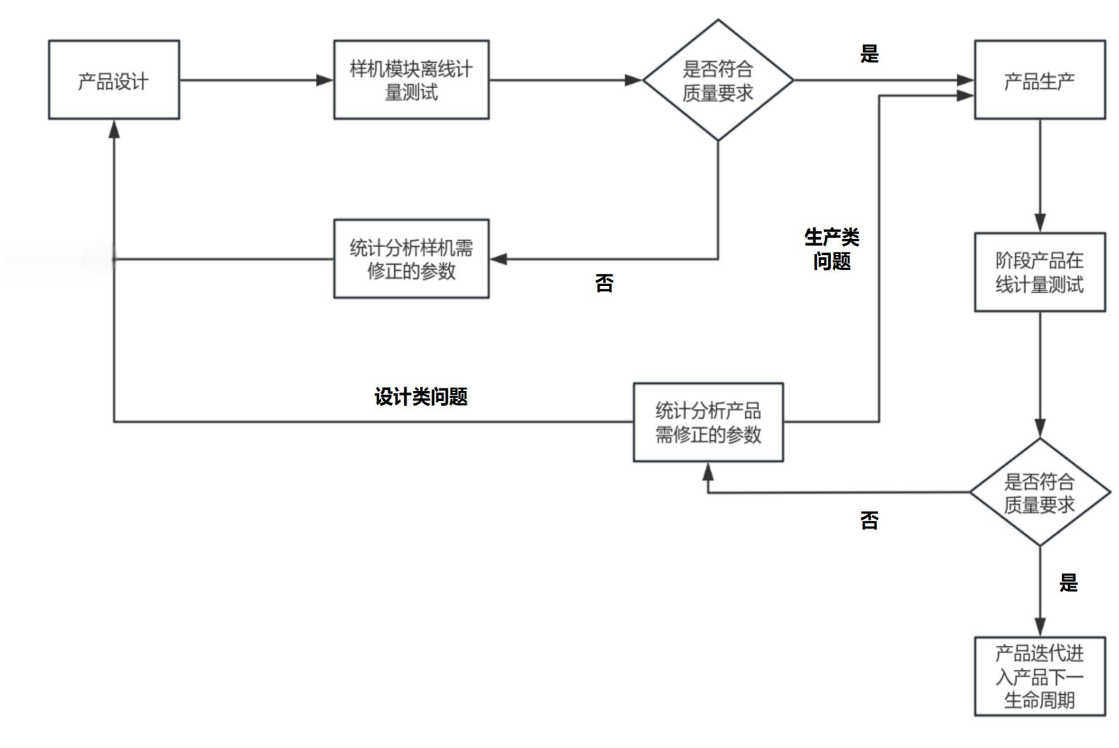 产品设计
样机模块离线计
量测试
是否符合
质量要求
是
产品生产
统计分析样机需
修正的参数
否
生产类
问题
阶段产品在
线计量测试
设计类问题
统计分析产品
需修正的参数
是否符合
质量要求
否
是
产品迭代进
入产品下一
生命周期